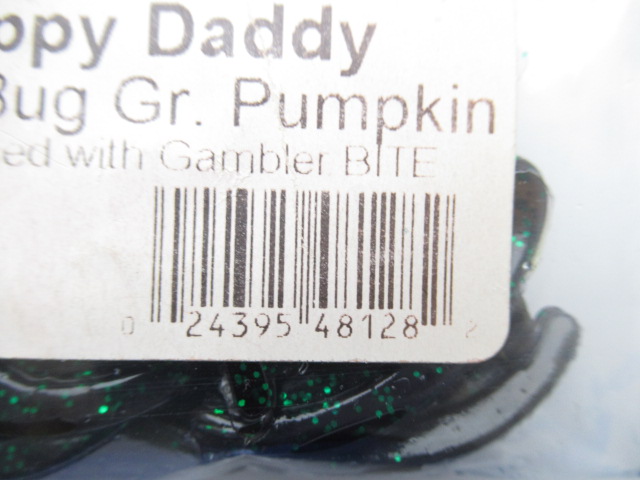 ppy Daddy
Bug Gr. Pumpkin
ed with Gambler BITE
0 24395 48128 2